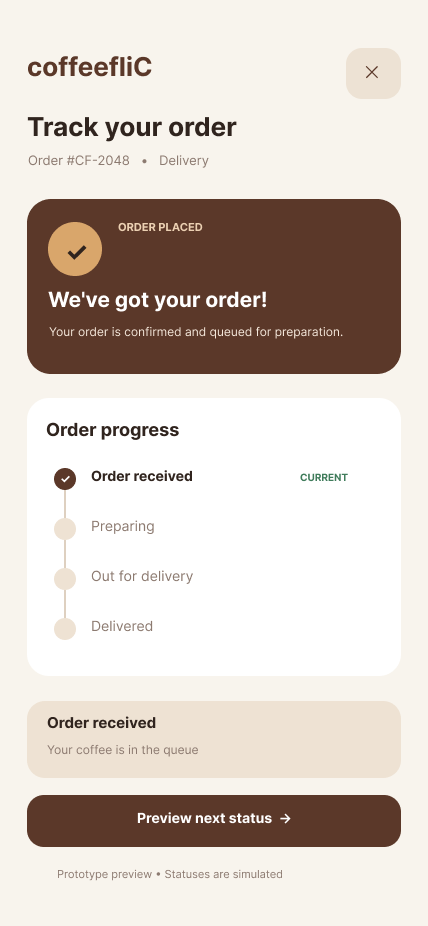 coffeefliC
Track your order
Order #CF-2048 • Delivery
ORDER PLACED
We've got your order!
Your order is confirmed and queued for preparation.
Order progress
Order received CURRENT
Preparing
Out for delivery
Delivered
Order received
Your coffee is in the queue
Preview next status →
Prototype preview • Statuses are simulated